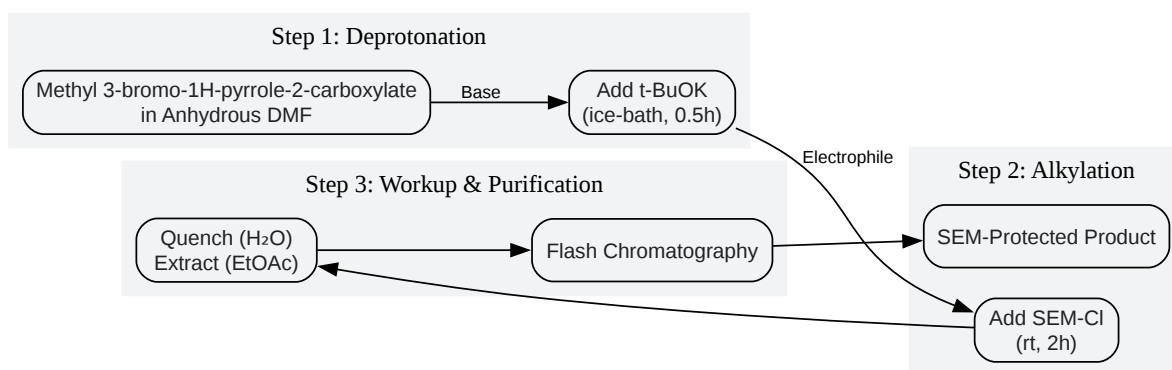 Step 1: Deprotonation
Methyl 3-bromo-1H-pyrrole-2-carboxylate
in Anhydrous DMF
Base
Add t-BuOK
(ice-bath, 0.5h)
Electrophile
Step 2: Alkylation
SEM-Protected Product
Add SEM-Cl
(rt, 2h)
Step 3: Workup & Purification
Quench (H₂O)
Extract (EtOAc)
Flash Chromatography